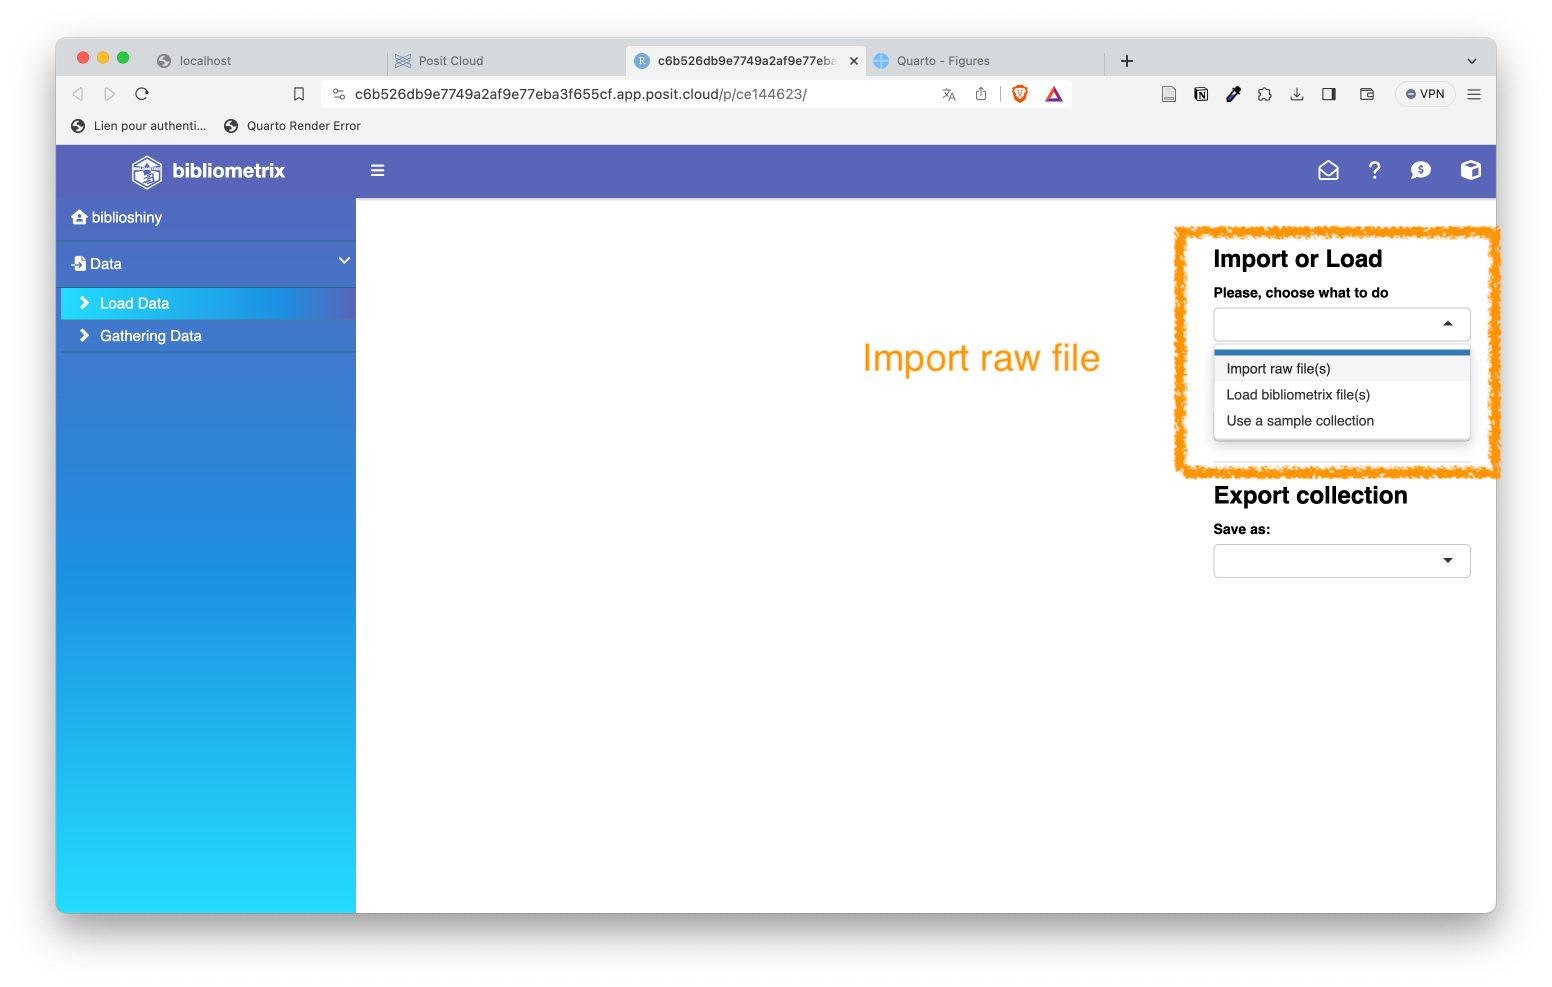 localhost
Posit Cloud
c6b526db9e7749a2af9e77eba
Quarto - Figures
c6b526db9e7749a2af9e77eba3f655cf.app.posit.cloud/p/ce144623/
VPN
Lien pour authenti...
Quarto Render Error
bibliometrix
biblioshiny
Data
Load Data
Gathering Data
Import raw file
Import or Load
Please, choose what to do
Import raw file(s)
Load bibliometrix file(s)
Use a sample collection
Export collection
Save as: